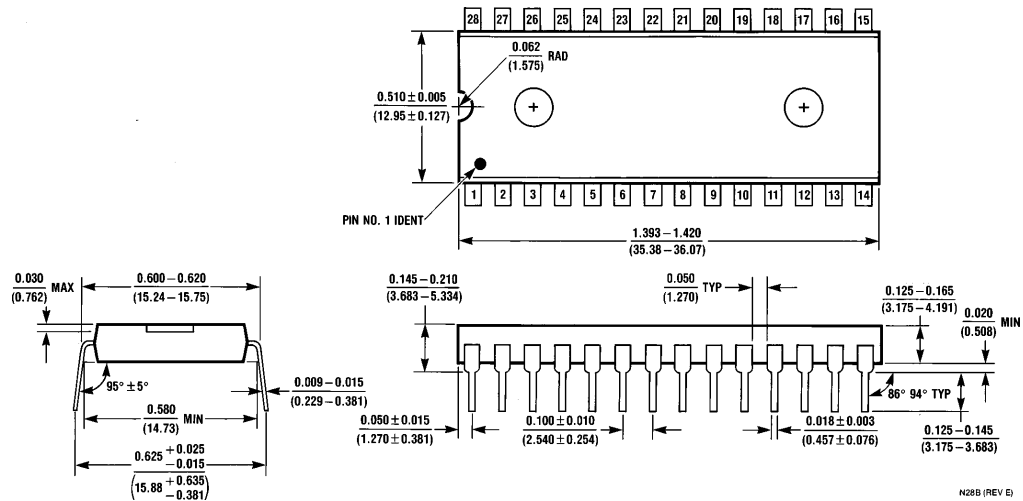 28 27 26 25 24 23 22 21 20 19 18 17 16 15
0.062
(1.575)
RAD
0.510 ± 0.005
(12.95 ± 0.127)
PIN NO. 1 IDENT
1 2 3 4 5 6 7 8 9 10 11 12 13 14
1.393 – 1.420
(35.38 – 36.07)
0.030
(0.762)
MAX
0.600 – 0.620
(15.24 – 15.75)
95° ± 5°
0.580
(14.73)
MIN
0.009 – 0.015
(0.229 – 0.381)
0.625 +0.025
−0.015
(15.88 +0.635
−0.381)
0.145 – 0.210
(3.683 – 5.334)
0.050
(1.270)
TYP
0.125 – 0.165
(3.175 – 4.191)
0.020
(0.508)
MIN
86° 94° TYP
0.050 ± 0.015
(1.270 ± 0.381)
0.100 ± 0.010
(2.540 ± 0.254)
0.018 ± 0.003
(0.457 ± 0.076)
0.125 – 0.145
(3.175 – 3.683)
N28B (REV E)